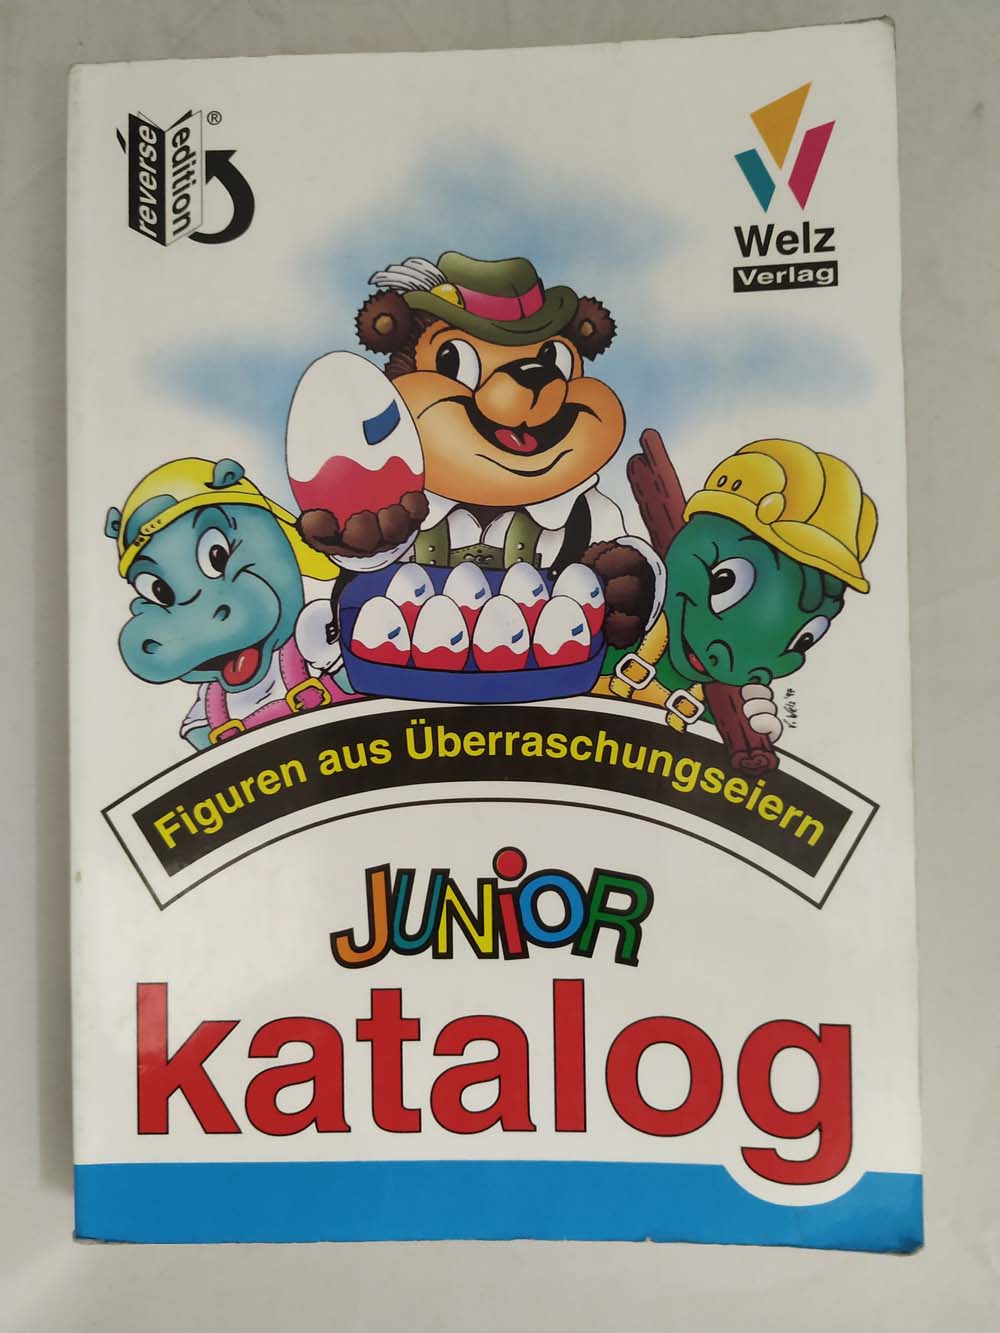 reverse
edition
®
Welz
Verlag
Figuren aus Überraschungseiern
JUNiOR
katalog